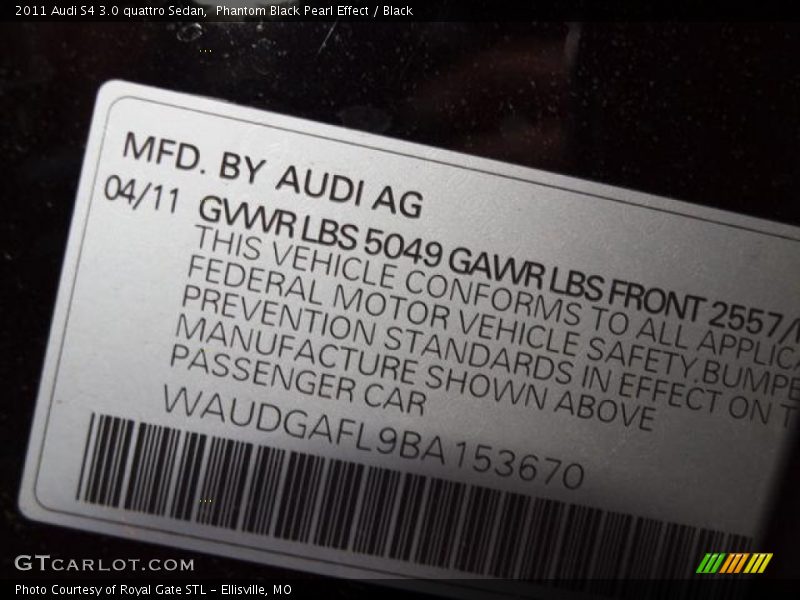 2011 Audi S4 3.0 quattro Sedan,  Phantom Black Pearl Effect / Black
MFD. BY AUDI AG
04/11 GVWR LBS 5049 GAWR LBS FRONT 2557/
THIS VEHICLE CONFORMS TO ALL APPLICA
FEDERAL MOTOR VEHICLE SAFETY.BUMPE
PREVENTION STANDARDS IN EFFECT ON T
MANUFACTURE SHOWN ABOVE
PASSENGER CAR
WAUDGAFL9BA153670
GTCARLOT.COM
Photo Courtesy of Royal Gate STL – Ellisville, MO